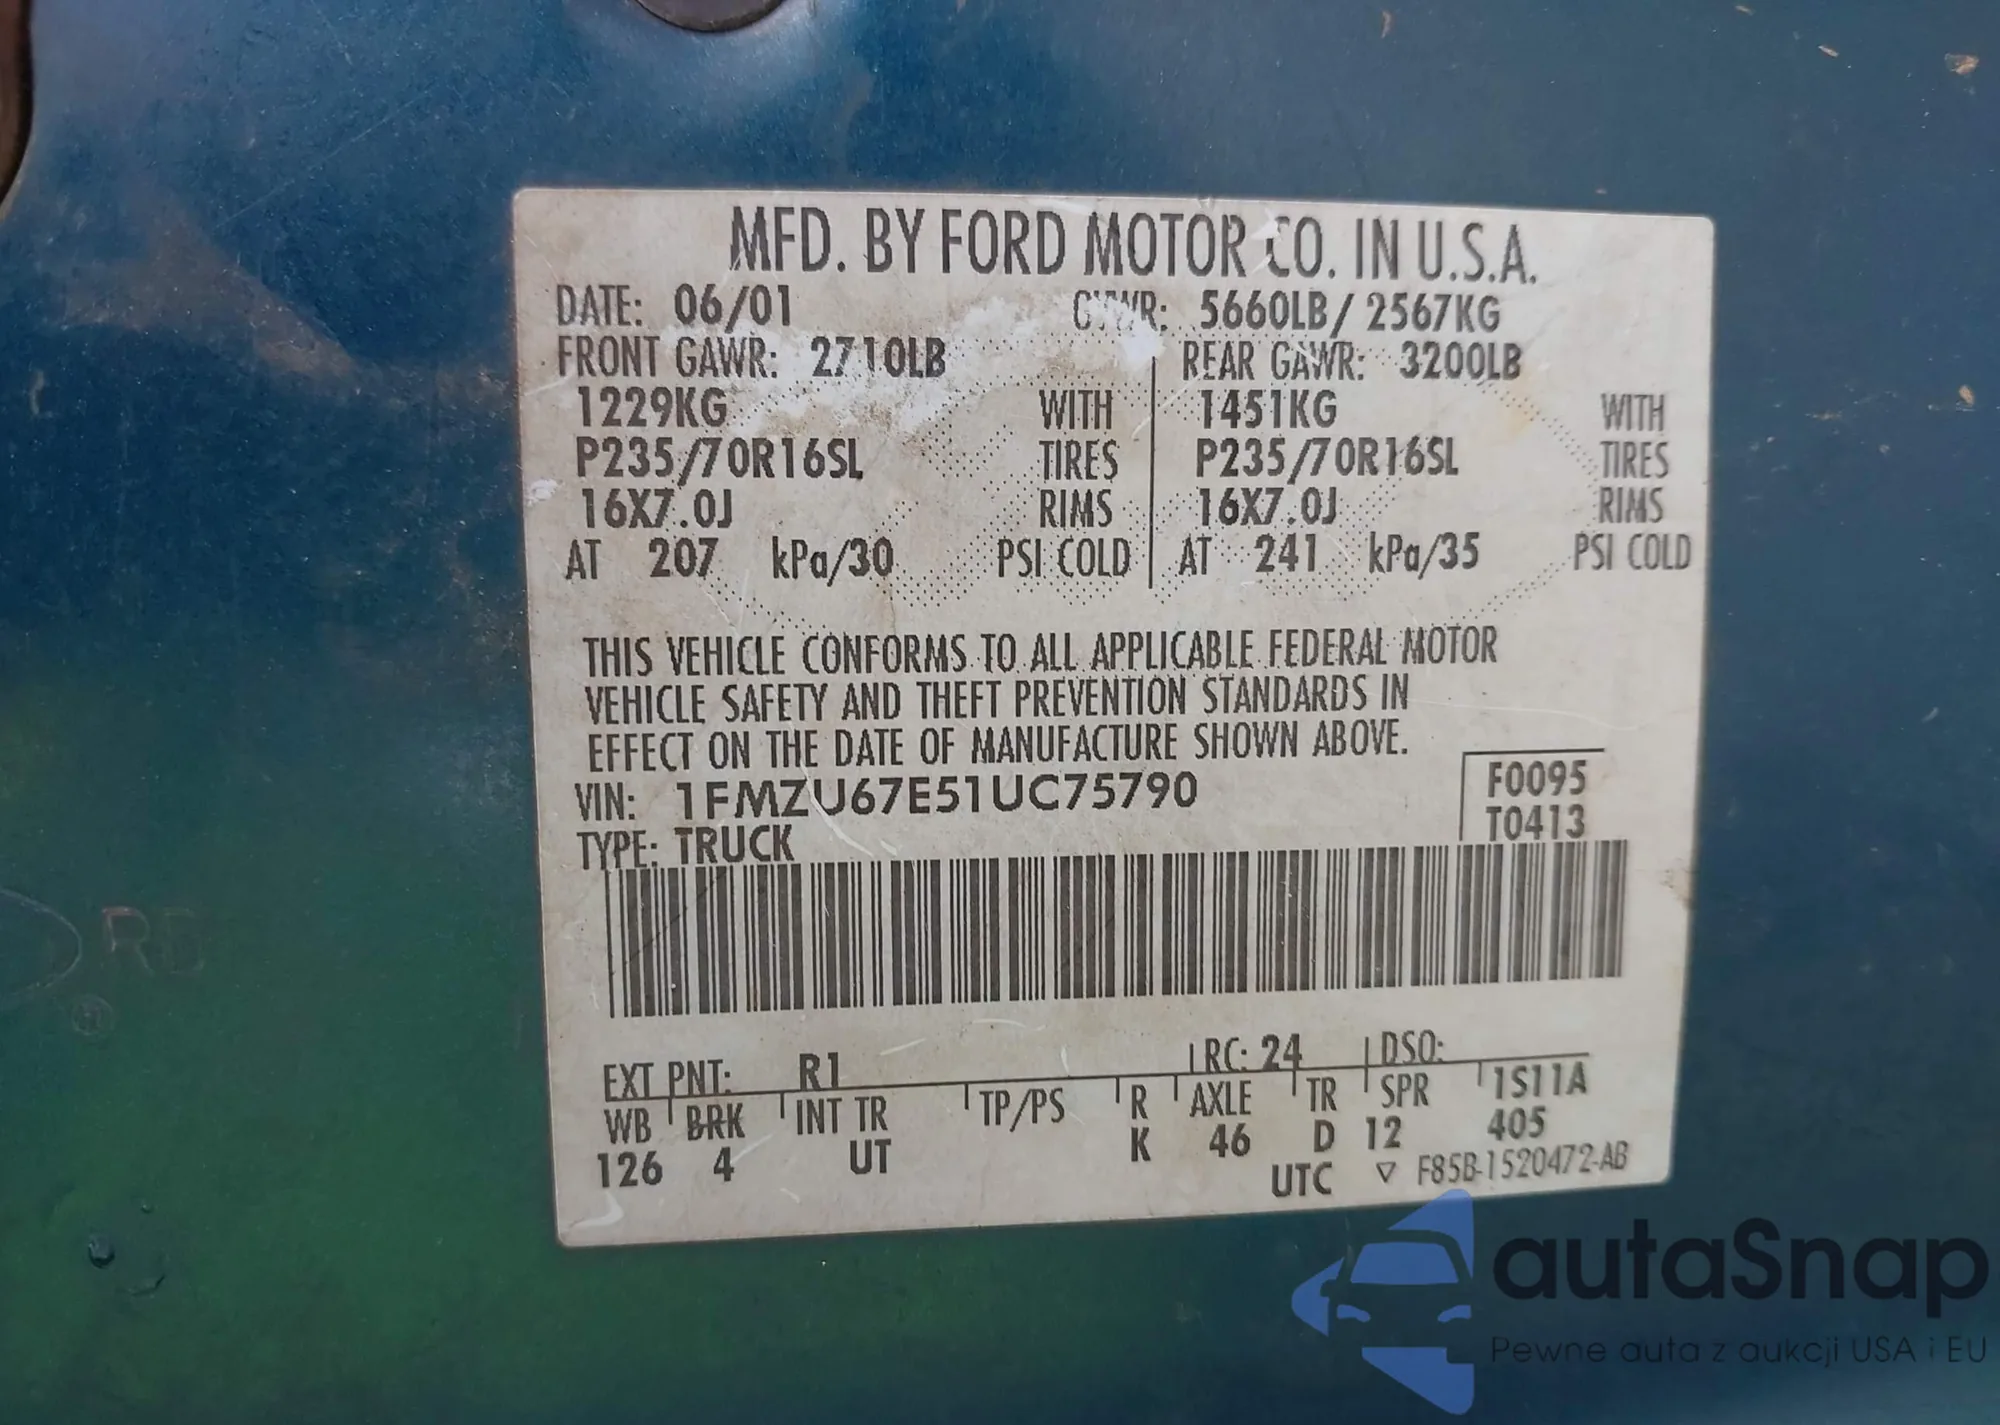 MFD. BY FORD MOTOR CO. IN U.S.A.
DATE: 06/01 GVWR: 5660LB/ 2567KG
FRONT GAWR: 2710LB REAR GAWR: 3200LB
1229KG WITH 1451KG WITH
P235/70R16SL TIRES P235/70R16SL TIRES
16X7.0J RIMS 16X7.0J RIMS
AT 207 kPa/30 PSI COLD AT 241 kPa/35 PSI COLD
THIS VEHICLE CONFORMS TO ALL APPLICABLE FEDERAL MOTOR
VEHICLE SAFETY AND THEFT PREVENTION STANDARDS IN
EFFECT ON THE DATE OF MANUFACTURE SHOWN ABOVE.
VIN: 1FMZU67E51UC75790 F0095
TYPE: TRUCK T0413
EXT PNT: R1 RC: 24 DSO:
WB BRK INT TR TP/PS R AXLE TR SPR 1S11A
126 4 UT K 46 D 12 405
UTC ▽ F85B-1520472-AB
autaSnap
Pewne auta z aukcji USA i EU